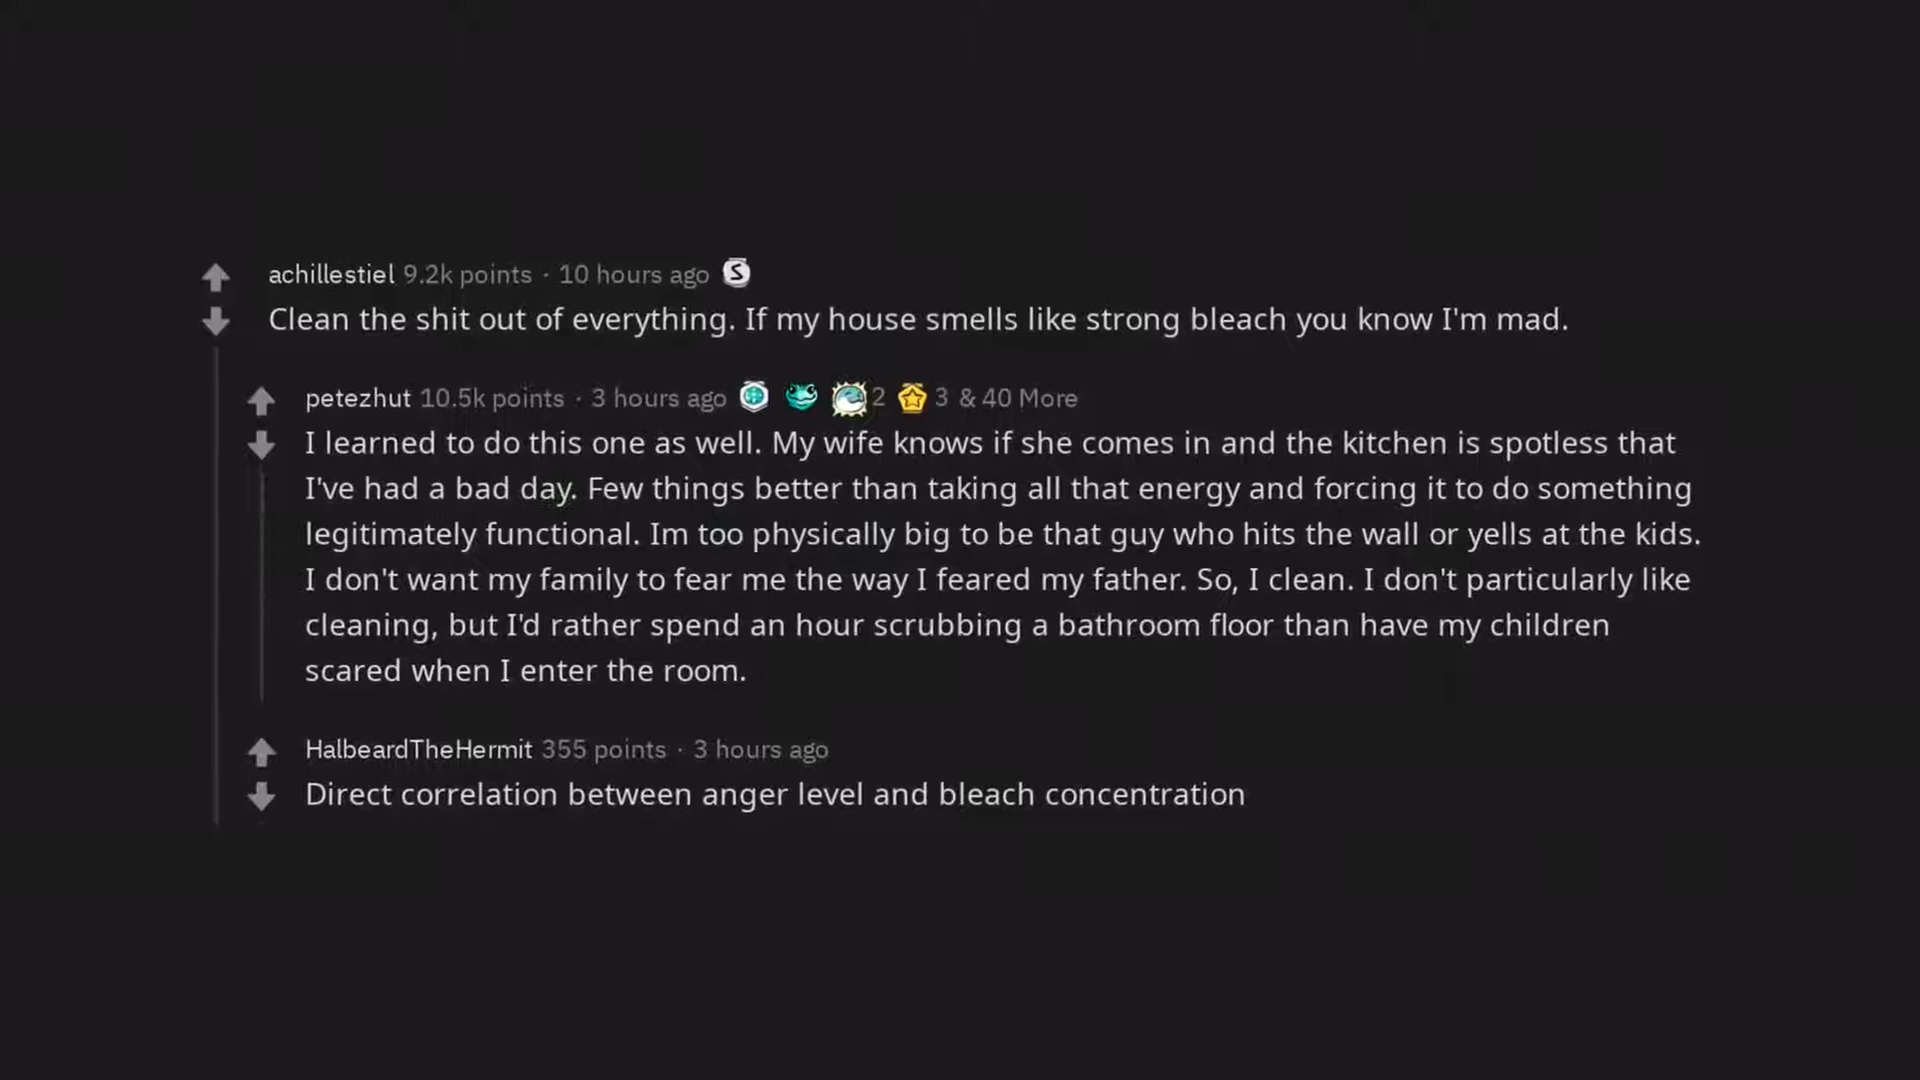 achillestiel 9.2k points · 10 hours ago S
Clean the shit out of everything. If my house smells like strong bleach you know I'm mad.
petezhut 10.5k points · 3 hours ago 2 3 & 40 More
I learned to do this one as well. My wife knows if she comes in and the kitchen is spotless that
I've had a bad day. Few things better than taking all that energy and forcing it to do something
legitimately functional. Im too physically big to be that guy who hits the wall or yells at the kids.
I don't want my family to fear me the way I feared my father. So, I clean. I don't particularly like
cleaning, but I'd rather spend an hour scrubbing a bathroom floor than have my children
scared when I enter the room.
HalbeardTheHermit 355 points · 3 hours ago
Direct correlation between anger level and bleach concentration